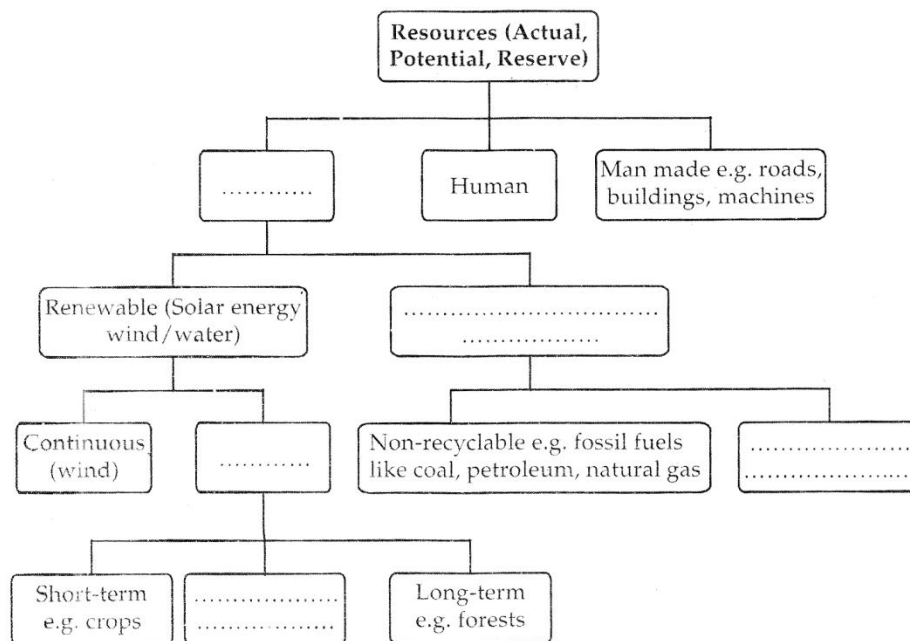 Resources (Actual,
Potential, Reserve)
............
Human
Man made e.g. roads,
buildings, machines
Renewable (Solar energy
wind/water)
.................................
..................
Continuous
(wind)
............
Non-recyclable e.g. fossil fuels
like coal, petroleum, natural gas
.....................
......................
Short-term
e.g. crops
...................
..................
Long-term
e.g. forests